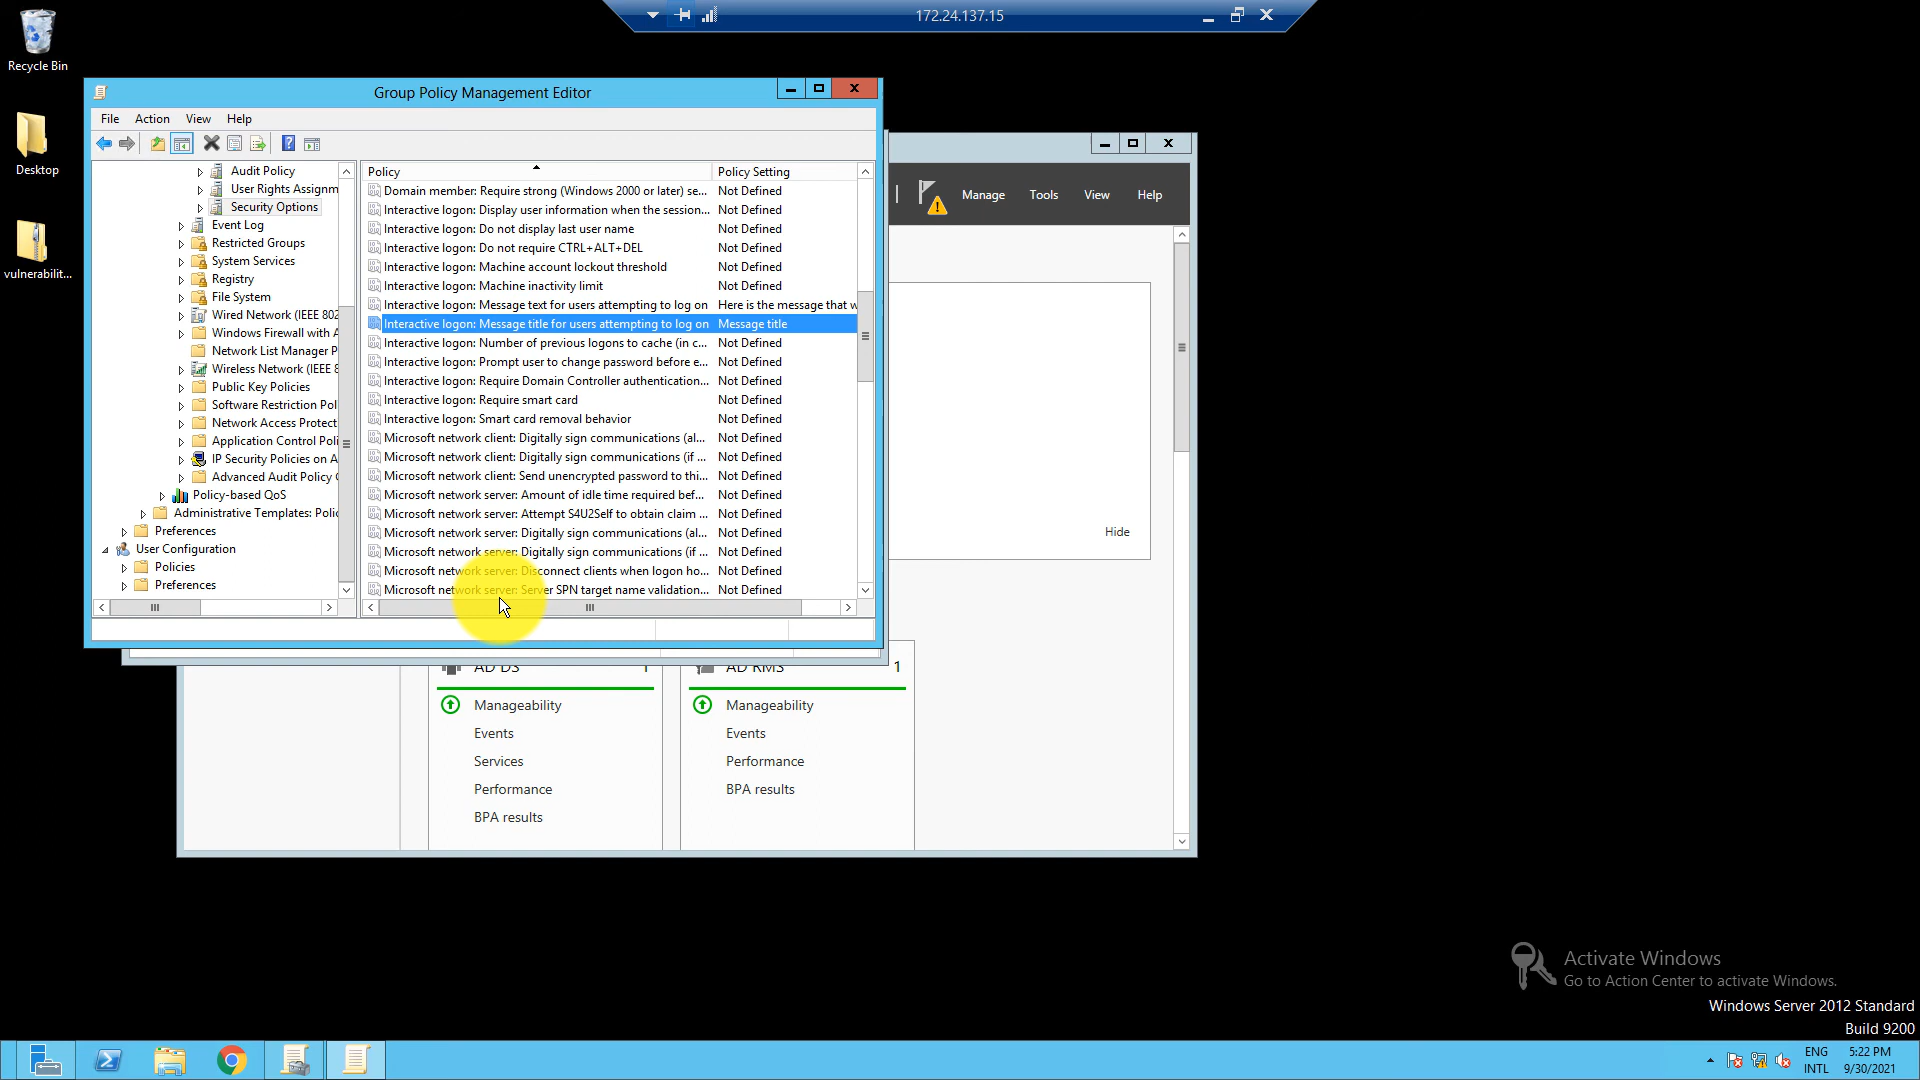 172.24.137.15
Recycle Bin
Desktop
vulnerabilit...
Group Policy Management Editor
File Action View Help
Audit Policy
User Rights Assignm
Security Options
Event Log
Restricted Groups
System Services
Registry
File System
Wired Network (IEEE 802
Windows Firewall with A
Network List Manager P
Wireless Network (IEEE 8
Public Key Policies
Software Restriction Pol
Network Access Protect
Application Control Poli
IP Security Policies on A
Advanced Audit Policy C
Policy-based QoS
Administrative Templates: Polic
Preferences
User Configuration
Policies
Preferences
Policy Policy Setting
Domain member: Require strong (Windows 2000 or later) se... Not Defined
Interactive logon: Display user information when the session... Not Defined
Interactive logon: Do not display last user name Not Defined
Interactive logon: Do not require CTRL+ALT+DEL Not Defined
Interactive logon: Machine account lockout threshold Not Defined
Interactive logon: Machine inactivity limit Not Defined
Interactive logon: Message text for users attempting to log on Here is the message that w
Interactive logon: Message title for users attempting to log on Message title
Interactive logon: Number of previous logons to cache (in c... Not Defined
Interactive logon: Prompt user to change password before e... Not Defined
Interactive logon: Require Domain Controller authentication... Not Defined
Interactive logon: Require smart card Not Defined
Interactive logon: Smart card removal behavior Not Defined
Microsoft network client: Digitally sign communications (al... Not Defined
Microsoft network client: Digitally sign communications (if ... Not Defined
Microsoft network client: Send unencrypted password to thi... Not Defined
Microsoft network server: Amount of idle time required bef... Not Defined
Microsoft network server: Attempt S4U2Self to obtain claim ... Not Defined
Microsoft network server: Digitally sign communications (al... Not Defined
Microsoft network server: Digitally sign communications (if ... Not Defined
Microsoft network server: Disconnect clients when logon ho... Not Defined
Microsoft network server: Server SPN target name validation... Not Defined
Manage Tools View Help
Hide
AD DS 1
Manageability
Events
Services
Performance
BPA results
AD RMS 1
Manageability
Events
Performance
BPA results
Activate Windows
Go to Action Center to activate Windows.
Windows Server 2012 Standard
Build 9200
ENG
INTL
5:22 PM
9/30/2021